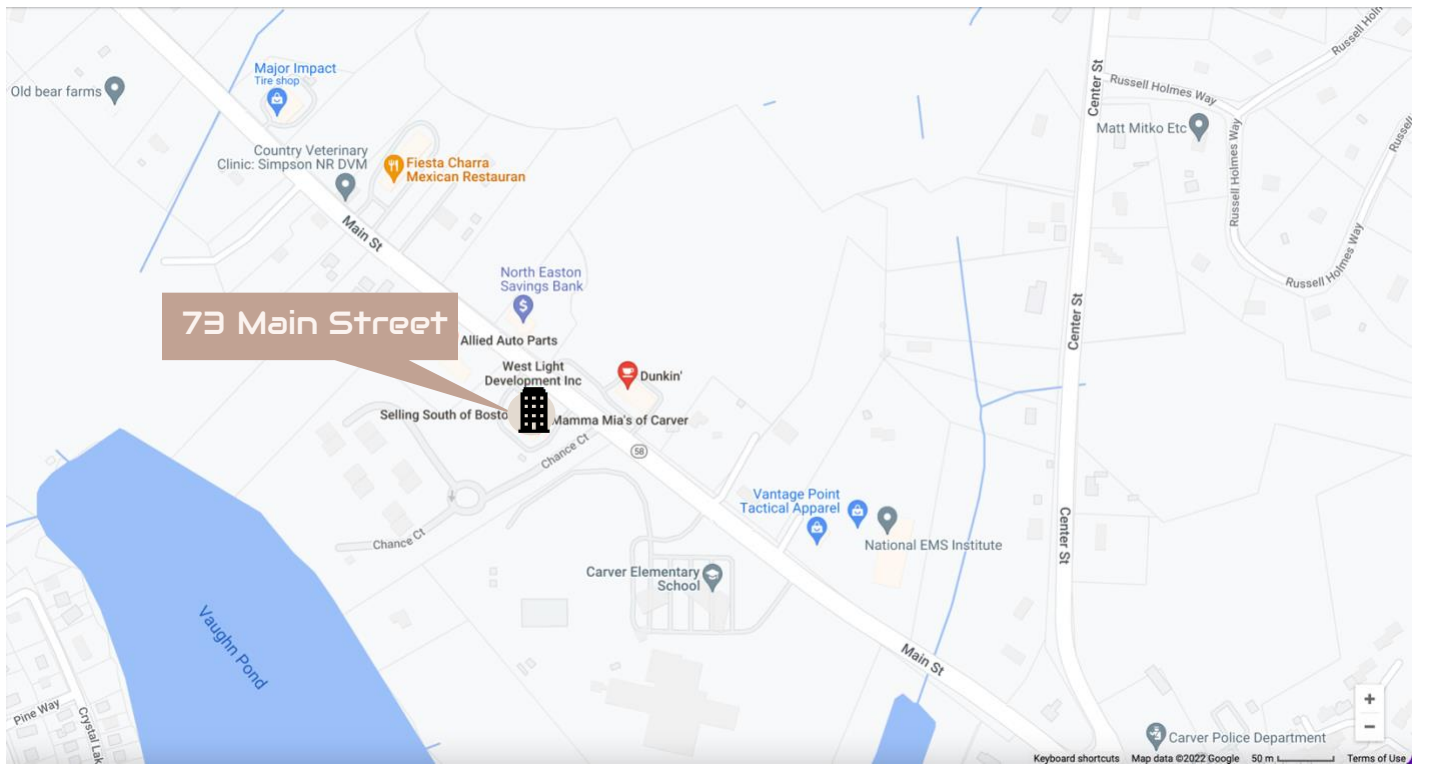 Old bear farms
Major Impact
Tire shop
Country Veterinary
Clinic: Simpson NR DVM
Fiesta Charra
Mexican Restauran
Main St
Center St
Russell Holmes Way
Russell Holm
Matt Mitko Etc
Russell Holmes Way
Russell
Russell Holmes Way
North Easton
Savings Bank
73 Main Street
Allied Auto Parts
West Light
Development Inc
Dunkin'
Selling South of Bosto
Mamma Mia's of Carver
Center St
Chance Ct
58
Vantage Point
Tactical Apparel
National EMS Institute
Chance Ct
Center St
Carver Elementary
School
Vaughn Pond
Main St
Pine Way
Crystal Lak
Carver Police Department
Keyboard shortcuts Map data ©2022 Google 50 m Terms of Use